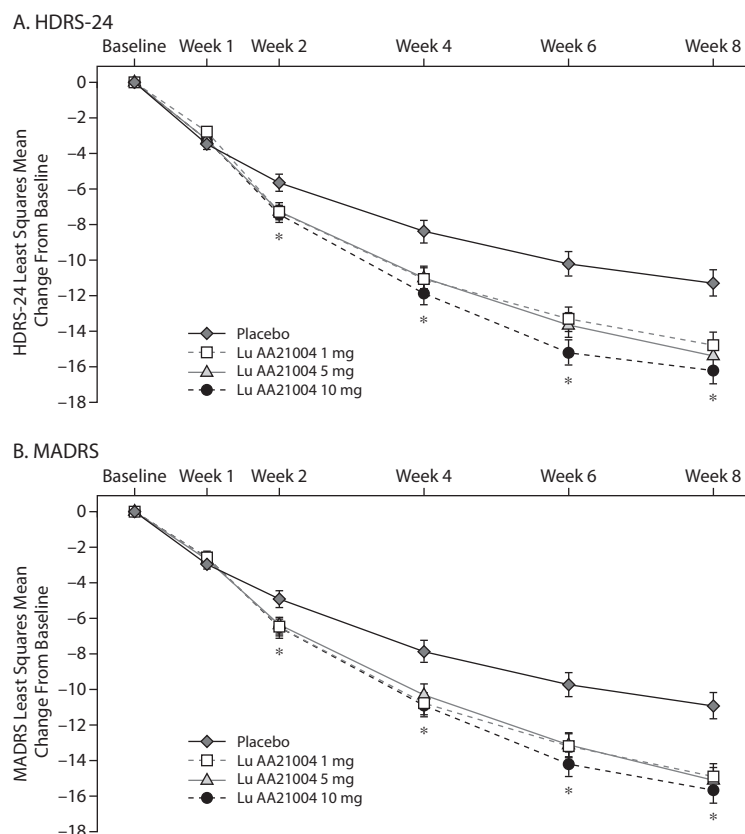 A. HDRS-24
Baseline Week 1 Week 2 Week 4 Week 6 Week 8
HDRS-24 Least Squares Mean
Change From Baseline
0
−2
−4
−6
−8
−10
−12
−14
−16
−18
Placebo
Lu AA21004 1 mg
Lu AA21004 5 mg
Lu AA21004 10 mg
* * * *
B. MADRS
Baseline Week 1 Week 2 Week 4 Week 6 Week 8
MADRS Least Squares Mean
Change From Baseline
0
−2
−4
−6
−8
−10
−12
−14
−16
−18
Placebo
Lu AA21004 1 mg
Lu AA21004 5 mg
Lu AA21004 10 mg
* * * *